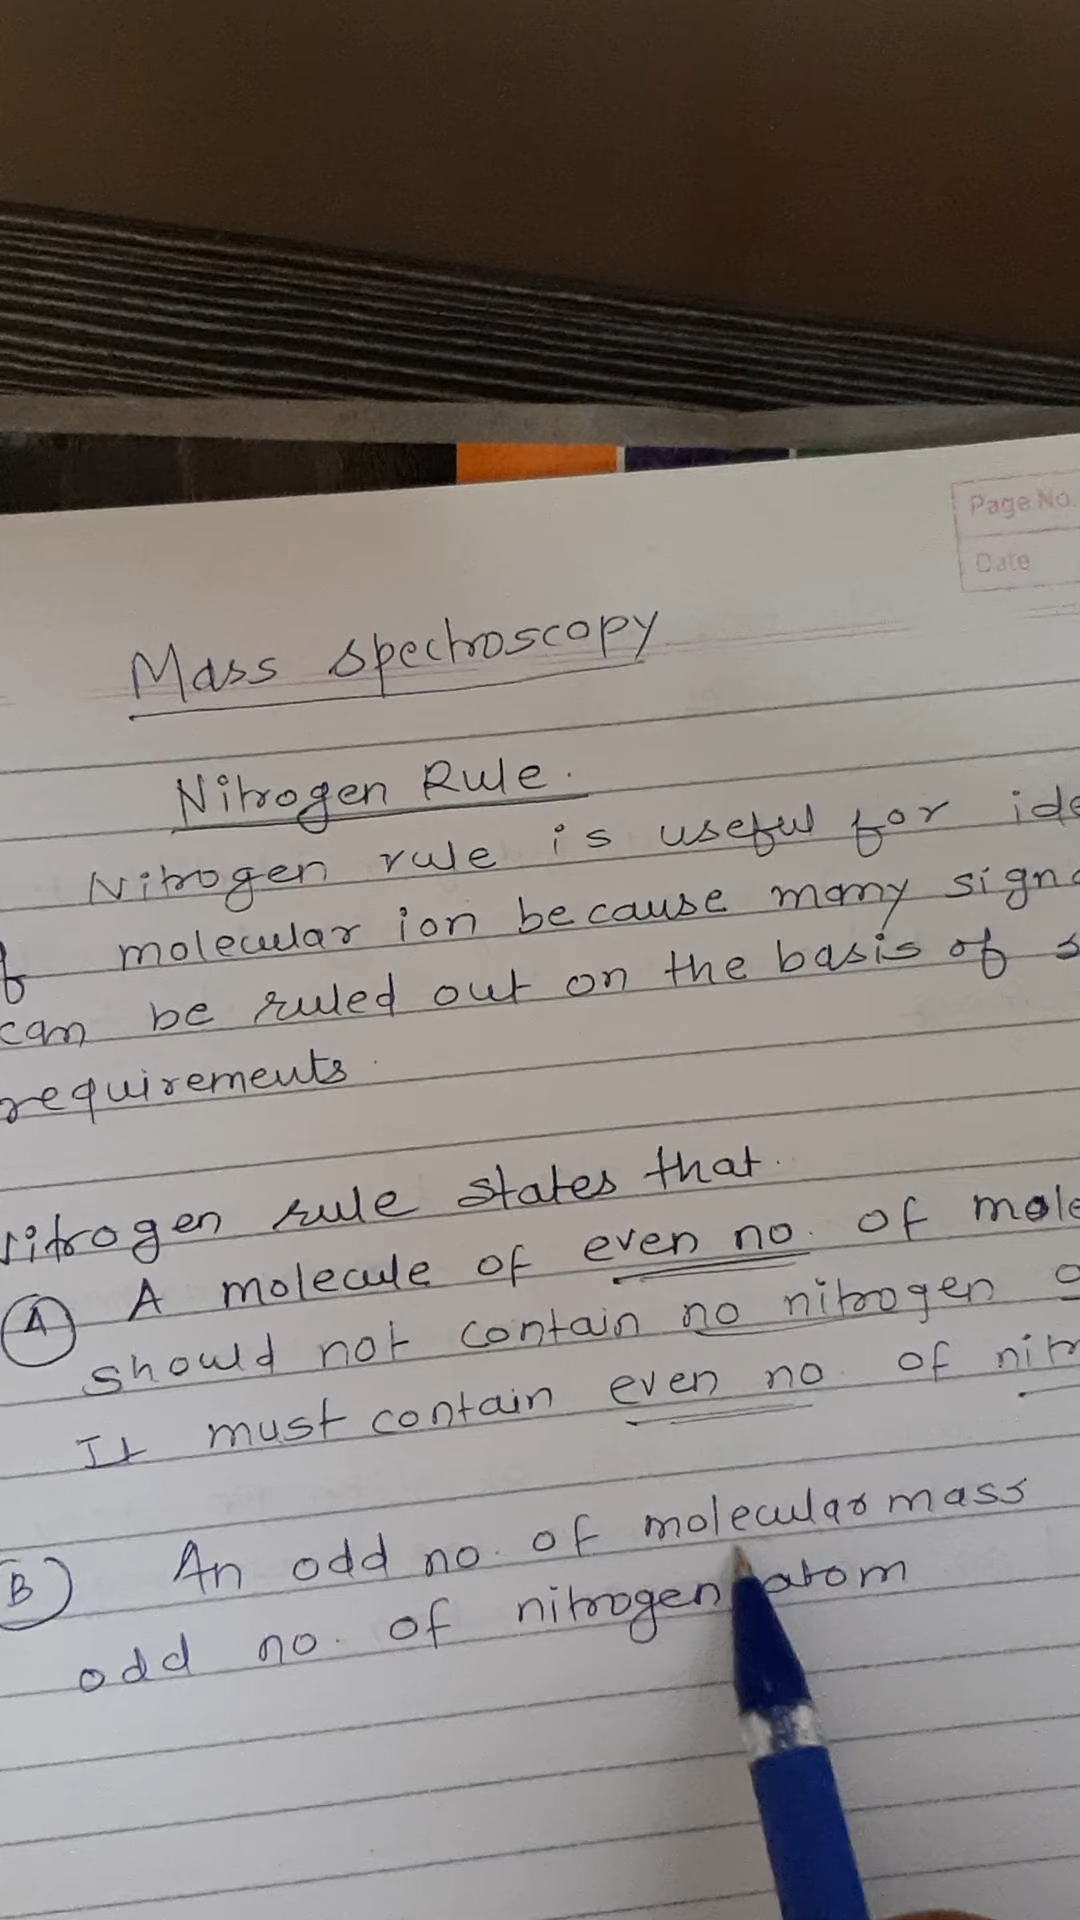 Page No.
Date
Mass spectroscopy
Nitrogen Rule.
Nitrogen rule is useful for
molecular ion because many
can be ruled out on the basis of
requirements.
Nitrogen rule states that.
(A) A molecule of even no. of
should not contain no nitrogen
It must contain even no. of
(B) An odd no. of molecular mass
odd no. of nitrogen atom